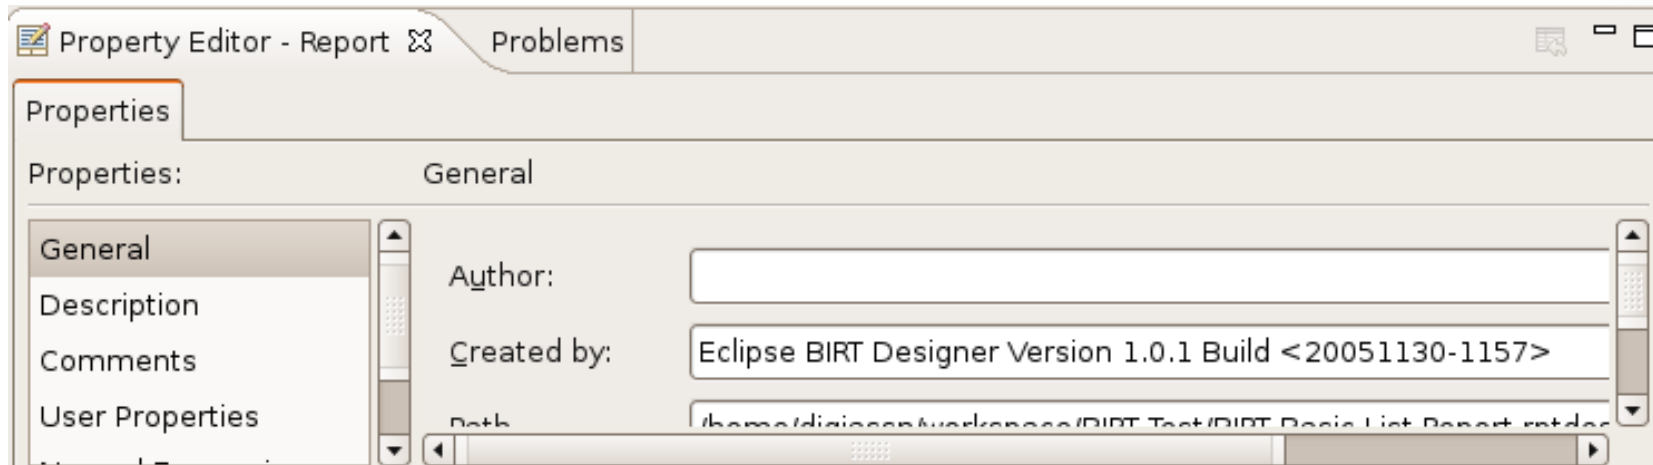 Property Editor - Report Problems
Properties
Properties: General
General
Description
Comments
User Properties
Author:
Created by: Eclipse BIRT Designer Version 1.0.1 Build <20051130-1157>
Path